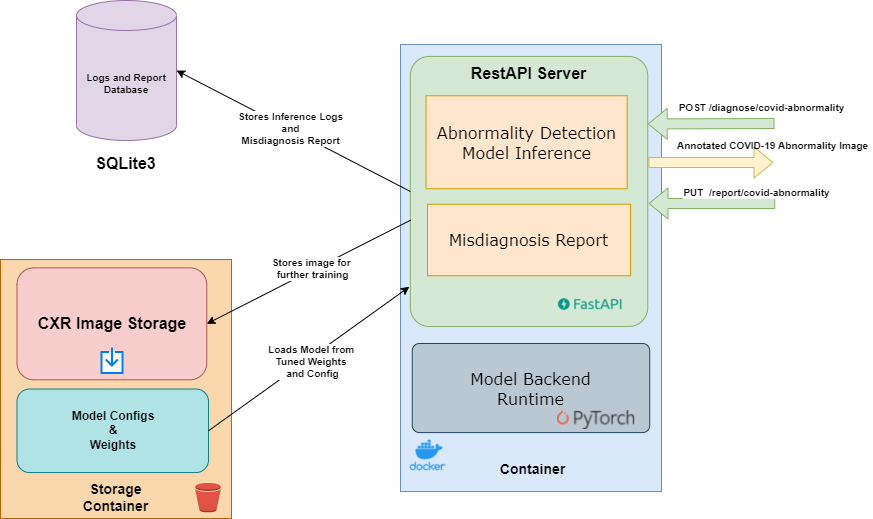 Logs and Report
Database
SQLite3
Stores Inference Logs
and
Misdiagnosis Report
RestAPI Server
Abnormality Detection
Model Inference
Misdiagnosis Report
FastAPI
POST /diagnose/covid-abnormality
Annotated COVID-19 Abnormality Image
PUT /report/covid-abnormality
Stores image for
further training
CXR Image Storage
Loads Model from
Tuned Weights
and Config
Model Configs
&
Weights
Storage
Container
Model Backend
Runtime
PyTorch
docker
Container